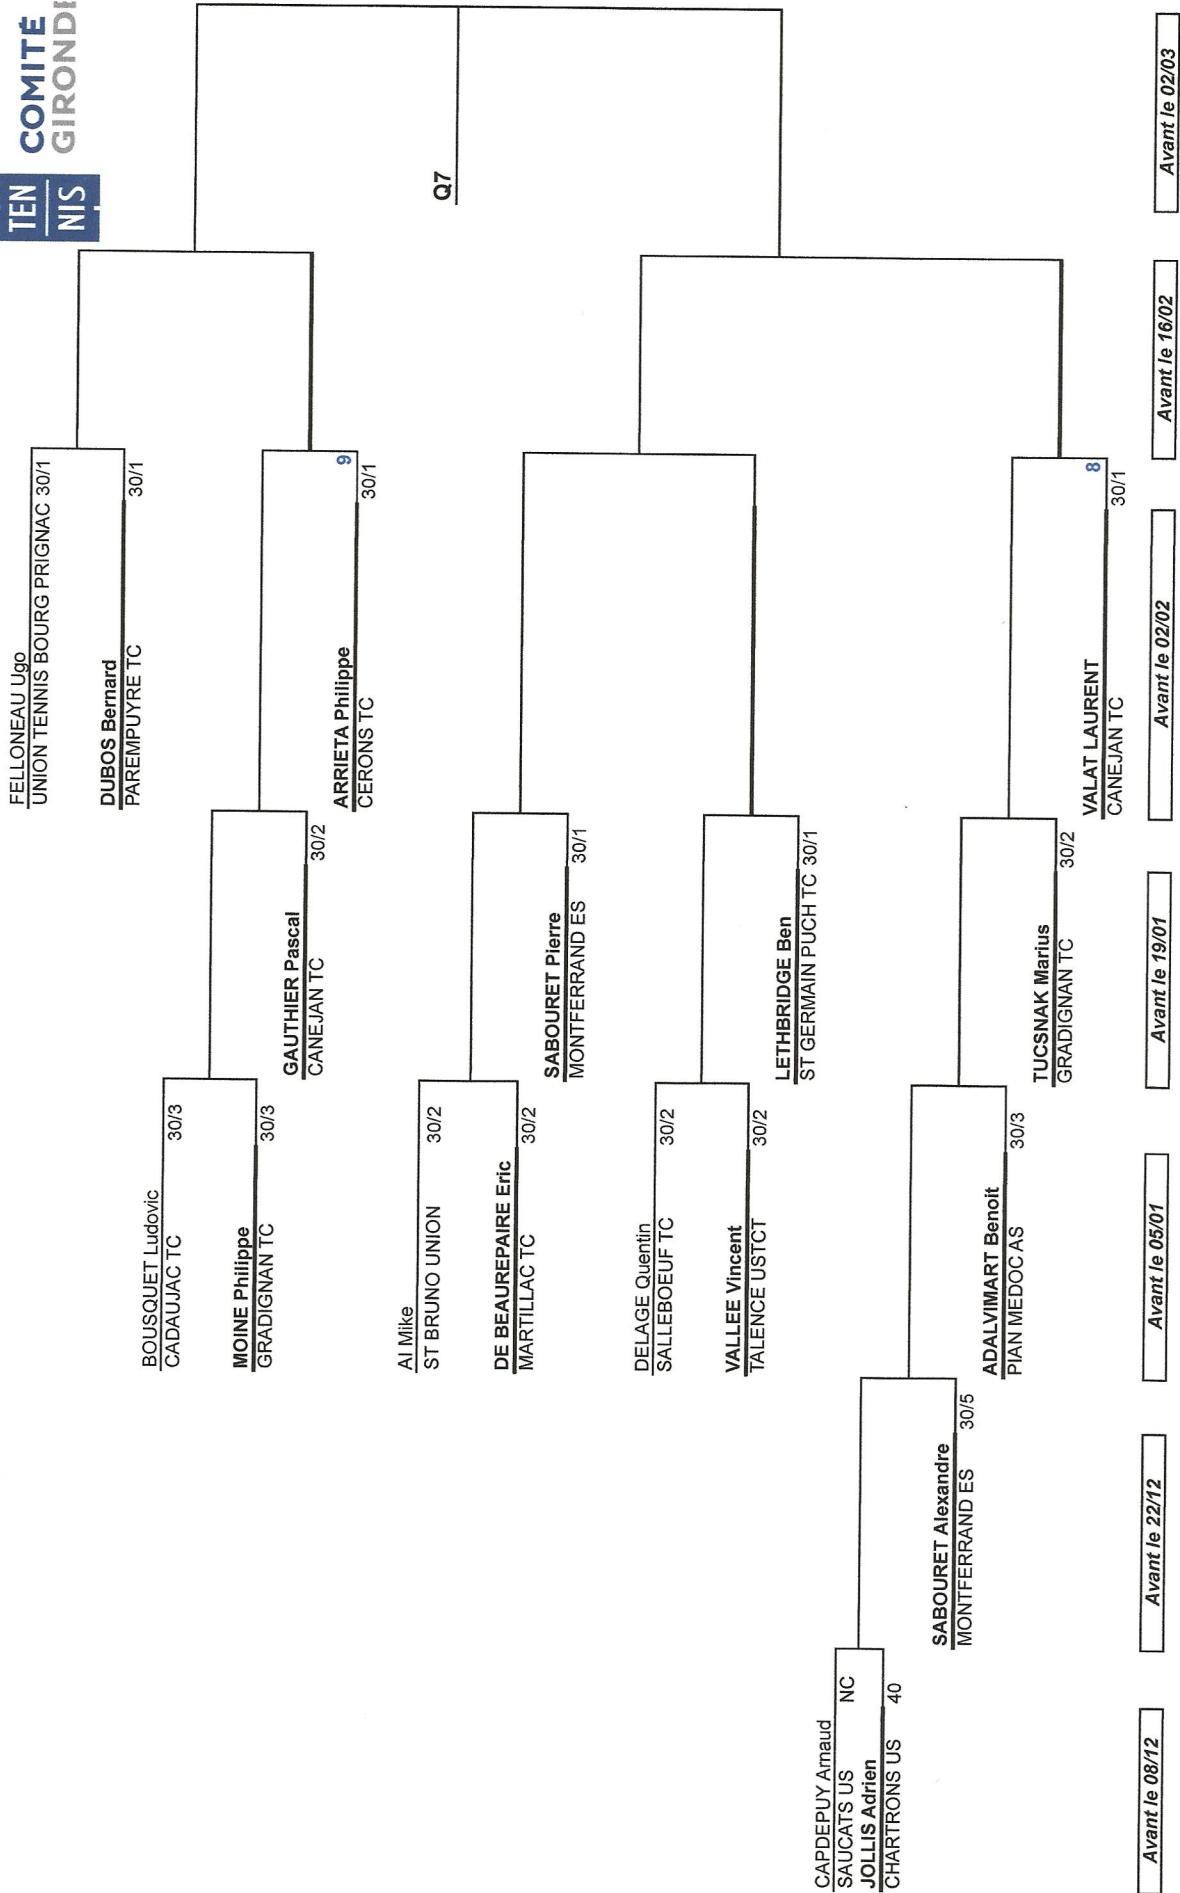 TEN
NIS
COMITÉ
GIRONDE
FELLONEAU Ugo
UNION TENNIS BOURG PRIGNAC 30/1
DUBOS Bernard
30/1
PAREMPUYRE TC
BOUSQUET Ludovic
30/3
CADAUJAC TC
MOINE Philippe
30/3
GRADIGNAN TC
GAUTHIER Pascal
30/2
CANEJAN TC
9
ARRIETA Philippe
30/1
CERONS TC
Q7
AI Mike
30/2
ST BRUNO UNION
DE BEAUREPAIRE Eric
30/2
MARTILLAC TC
SABOURET Pierre
30/1
MONTFERRAND ES
DELAGE Quentin
30/2
SALLEBOEUF TC
VALLEE Vincent
30/2
TALENCE USTCT
LETHBRIDGE Ben
ST GERMAIN PUCH TC 30/1
CAPDEPUY Arnaud
NC
SAUCATS US
JOLLIS Adrien
40
CHARTRONS US
SABOURET Alexandre
30/5
MONTFERRAND ES
ADALVIMART Benoit
30/3
PIAN MEDOC AS
TUCSNAK Marius
30/2
GRADIGNAN TC
8
VALAT LAURENT
30/1
CANEJAN TC
Avant le 08/12
Avant le 22/12
Avant le 05/01
Avant le 19/01
Avant le 02/02
Avant le 16/02
Avant le 02/03